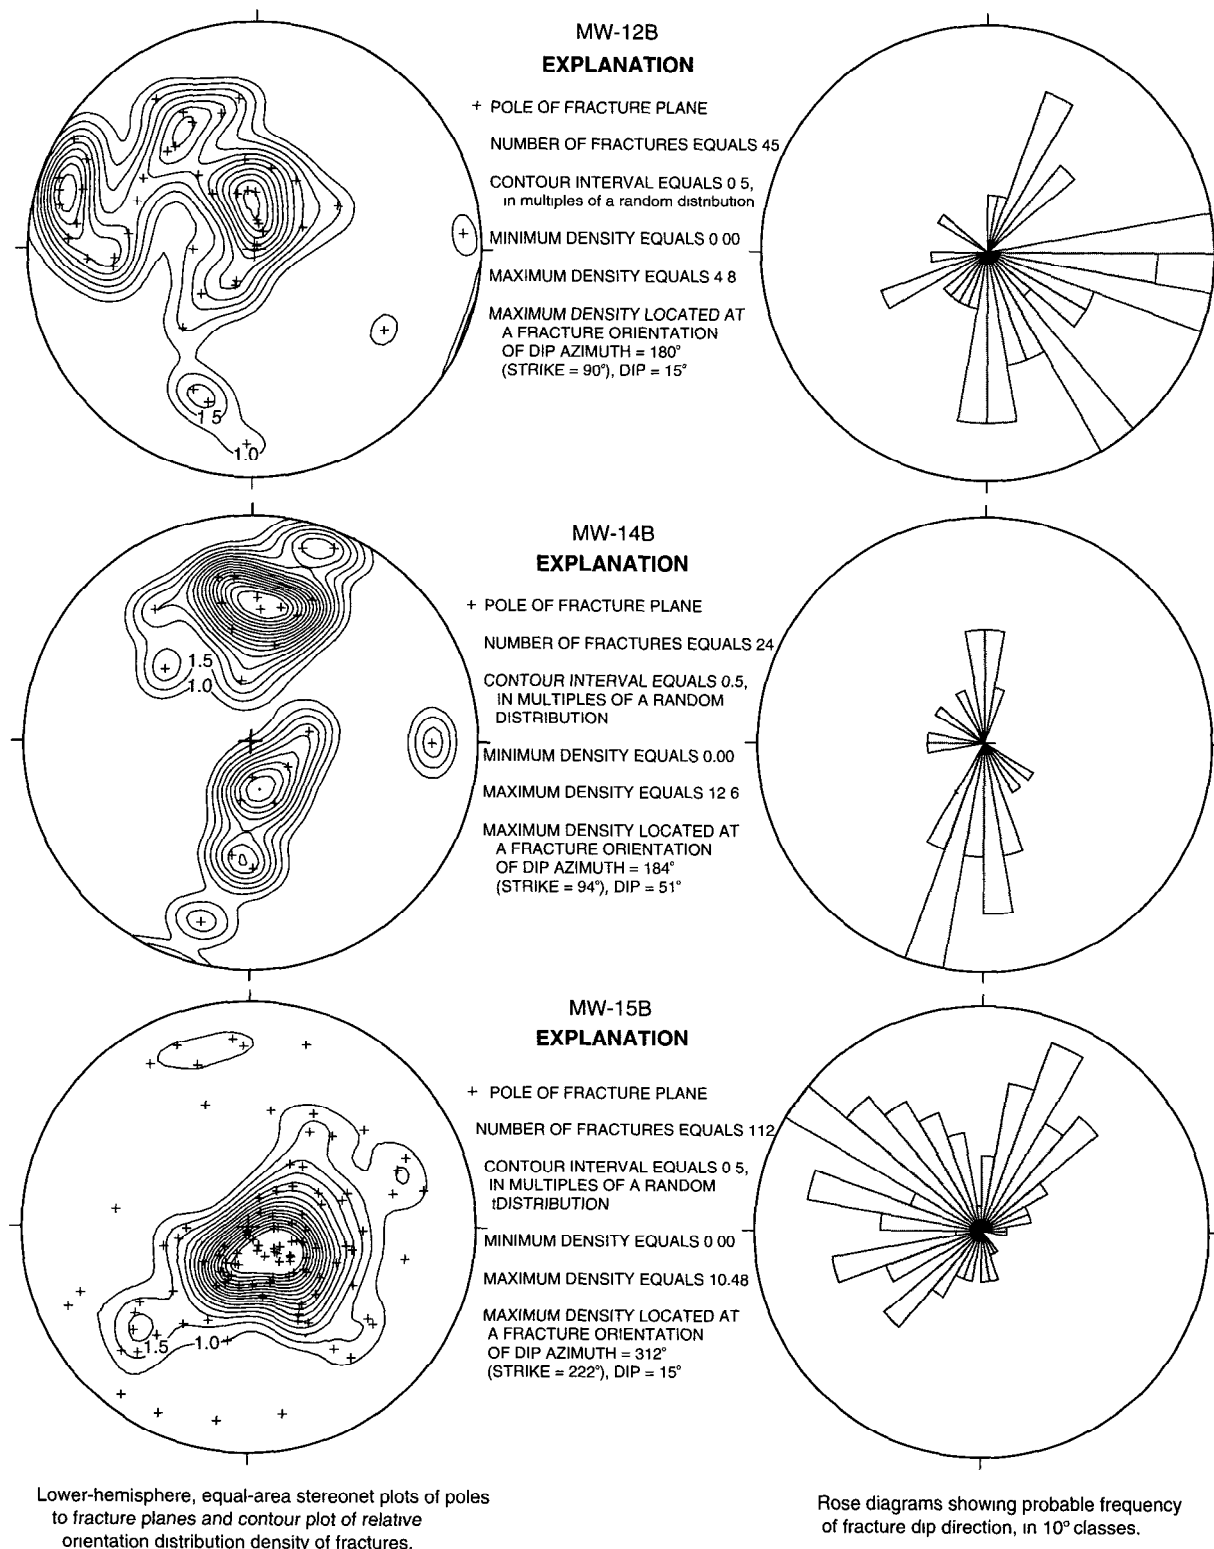 MW-12B
EXPLANATION
+ POLE OF FRACTURE PLANE
NUMBER OF FRACTURES EQUALS 45
CONTOUR INTERVAL EQUALS 0 5,
in multiples of a random distribution
MINIMUM DENSITY EQUALS 0 00
MAXIMUM DENSITY EQUALS 4 8
MAXIMUM DENSITY LOCATED AT
A FRACTURE ORIENTATION
OF DIP AZIMUTH = 180°
(STRIKE = 90°), DIP = 15°
1 5
1.0
MW-14B
EXPLANATION
+ POLE OF FRACTURE PLANE
NUMBER OF FRACTURES EQUALS 24
CONTOUR INTERVAL EQUALS 0.5,
IN MULTIPLES OF A RANDOM
DISTRIBUTION
MINIMUM DENSITY EQUALS 0.00
MAXIMUM DENSITY EQUALS 12 6
MAXIMUM DENSITY LOCATED AT
A FRACTURE ORIENTATION
OF DIP AZIMUTH = 184°
(STRIKE = 94°), DIP = 51°
1.5
1.0
MW-15B
EXPLANATION
+ POLE OF FRACTURE PLANE
NUMBER OF FRACTURES EQUALS 112
CONTOUR INTERVAL EQUALS 0 5,
IN MULTIPLES OF A RANDOM
tDISTRIBUTION
MINIMUM DENSITY EQUALS 0 00
MAXIMUM DENSITY EQUALS 10.48
MAXIMUM DENSITY LOCATED AT
A FRACTURE ORIENTATION
OF DIP AZIMUTH = 312°
(STRIKE = 222°), DIP = 15°
1.5 1.0
Lower-hemisphere, equal-area stereonet plots of poles
to fracture planes and contour plot of relative
orientation distribution density of fractures.
Rose diagrams showing probable frequency
of fracture dip direction, in 10° classes.